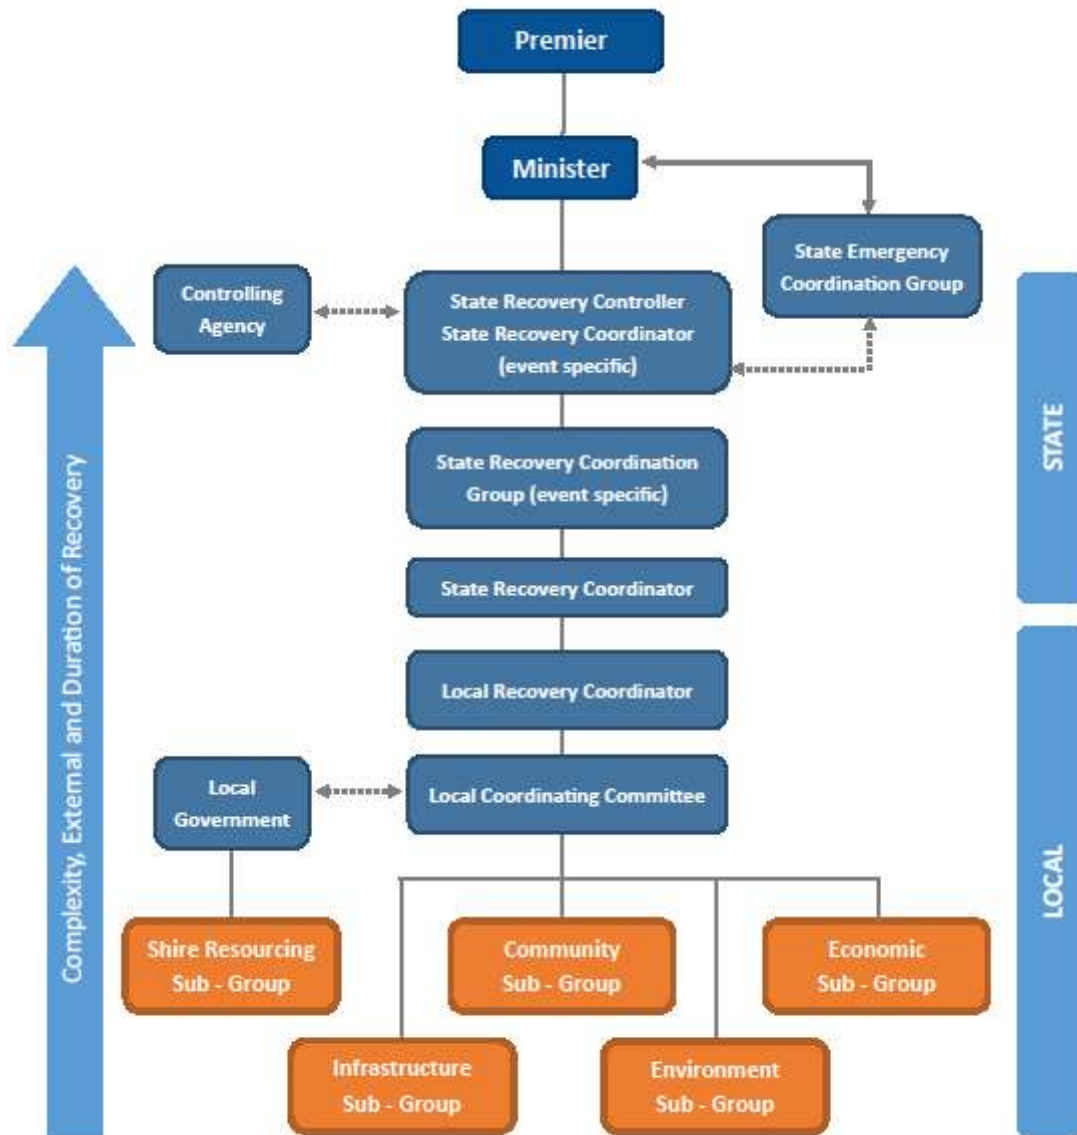 Premier
Minister
State Emergency
Coordination Group
Controlling
Agency
State Recovery Controller
State Recovery Coordinator
(event specific)
State Recovery Coordination
Group (event specific)
State Recovery Coordinator
Local Recovery Coordinator
Local
Government
Local Coordinating Committee
Shire Resourcing
Sub - Group
Community
Sub - Group
Economic
Sub - Group
Infrastructure
Sub - Group
Environment
Sub - Group
Complexity, External and Duration of Recovery
STATE
LOCAL